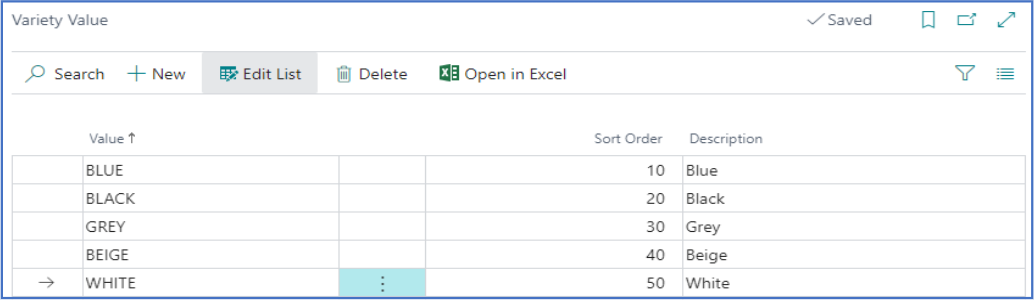 Variety Value Saved
Search New Edit List Delete Open in Excel
Value ↑ Sort Order Description
BLUE 10 Blue
BLACK 20 Black
GREY 30 Grey
BEIGE 40 Beige
WHITE 50 White